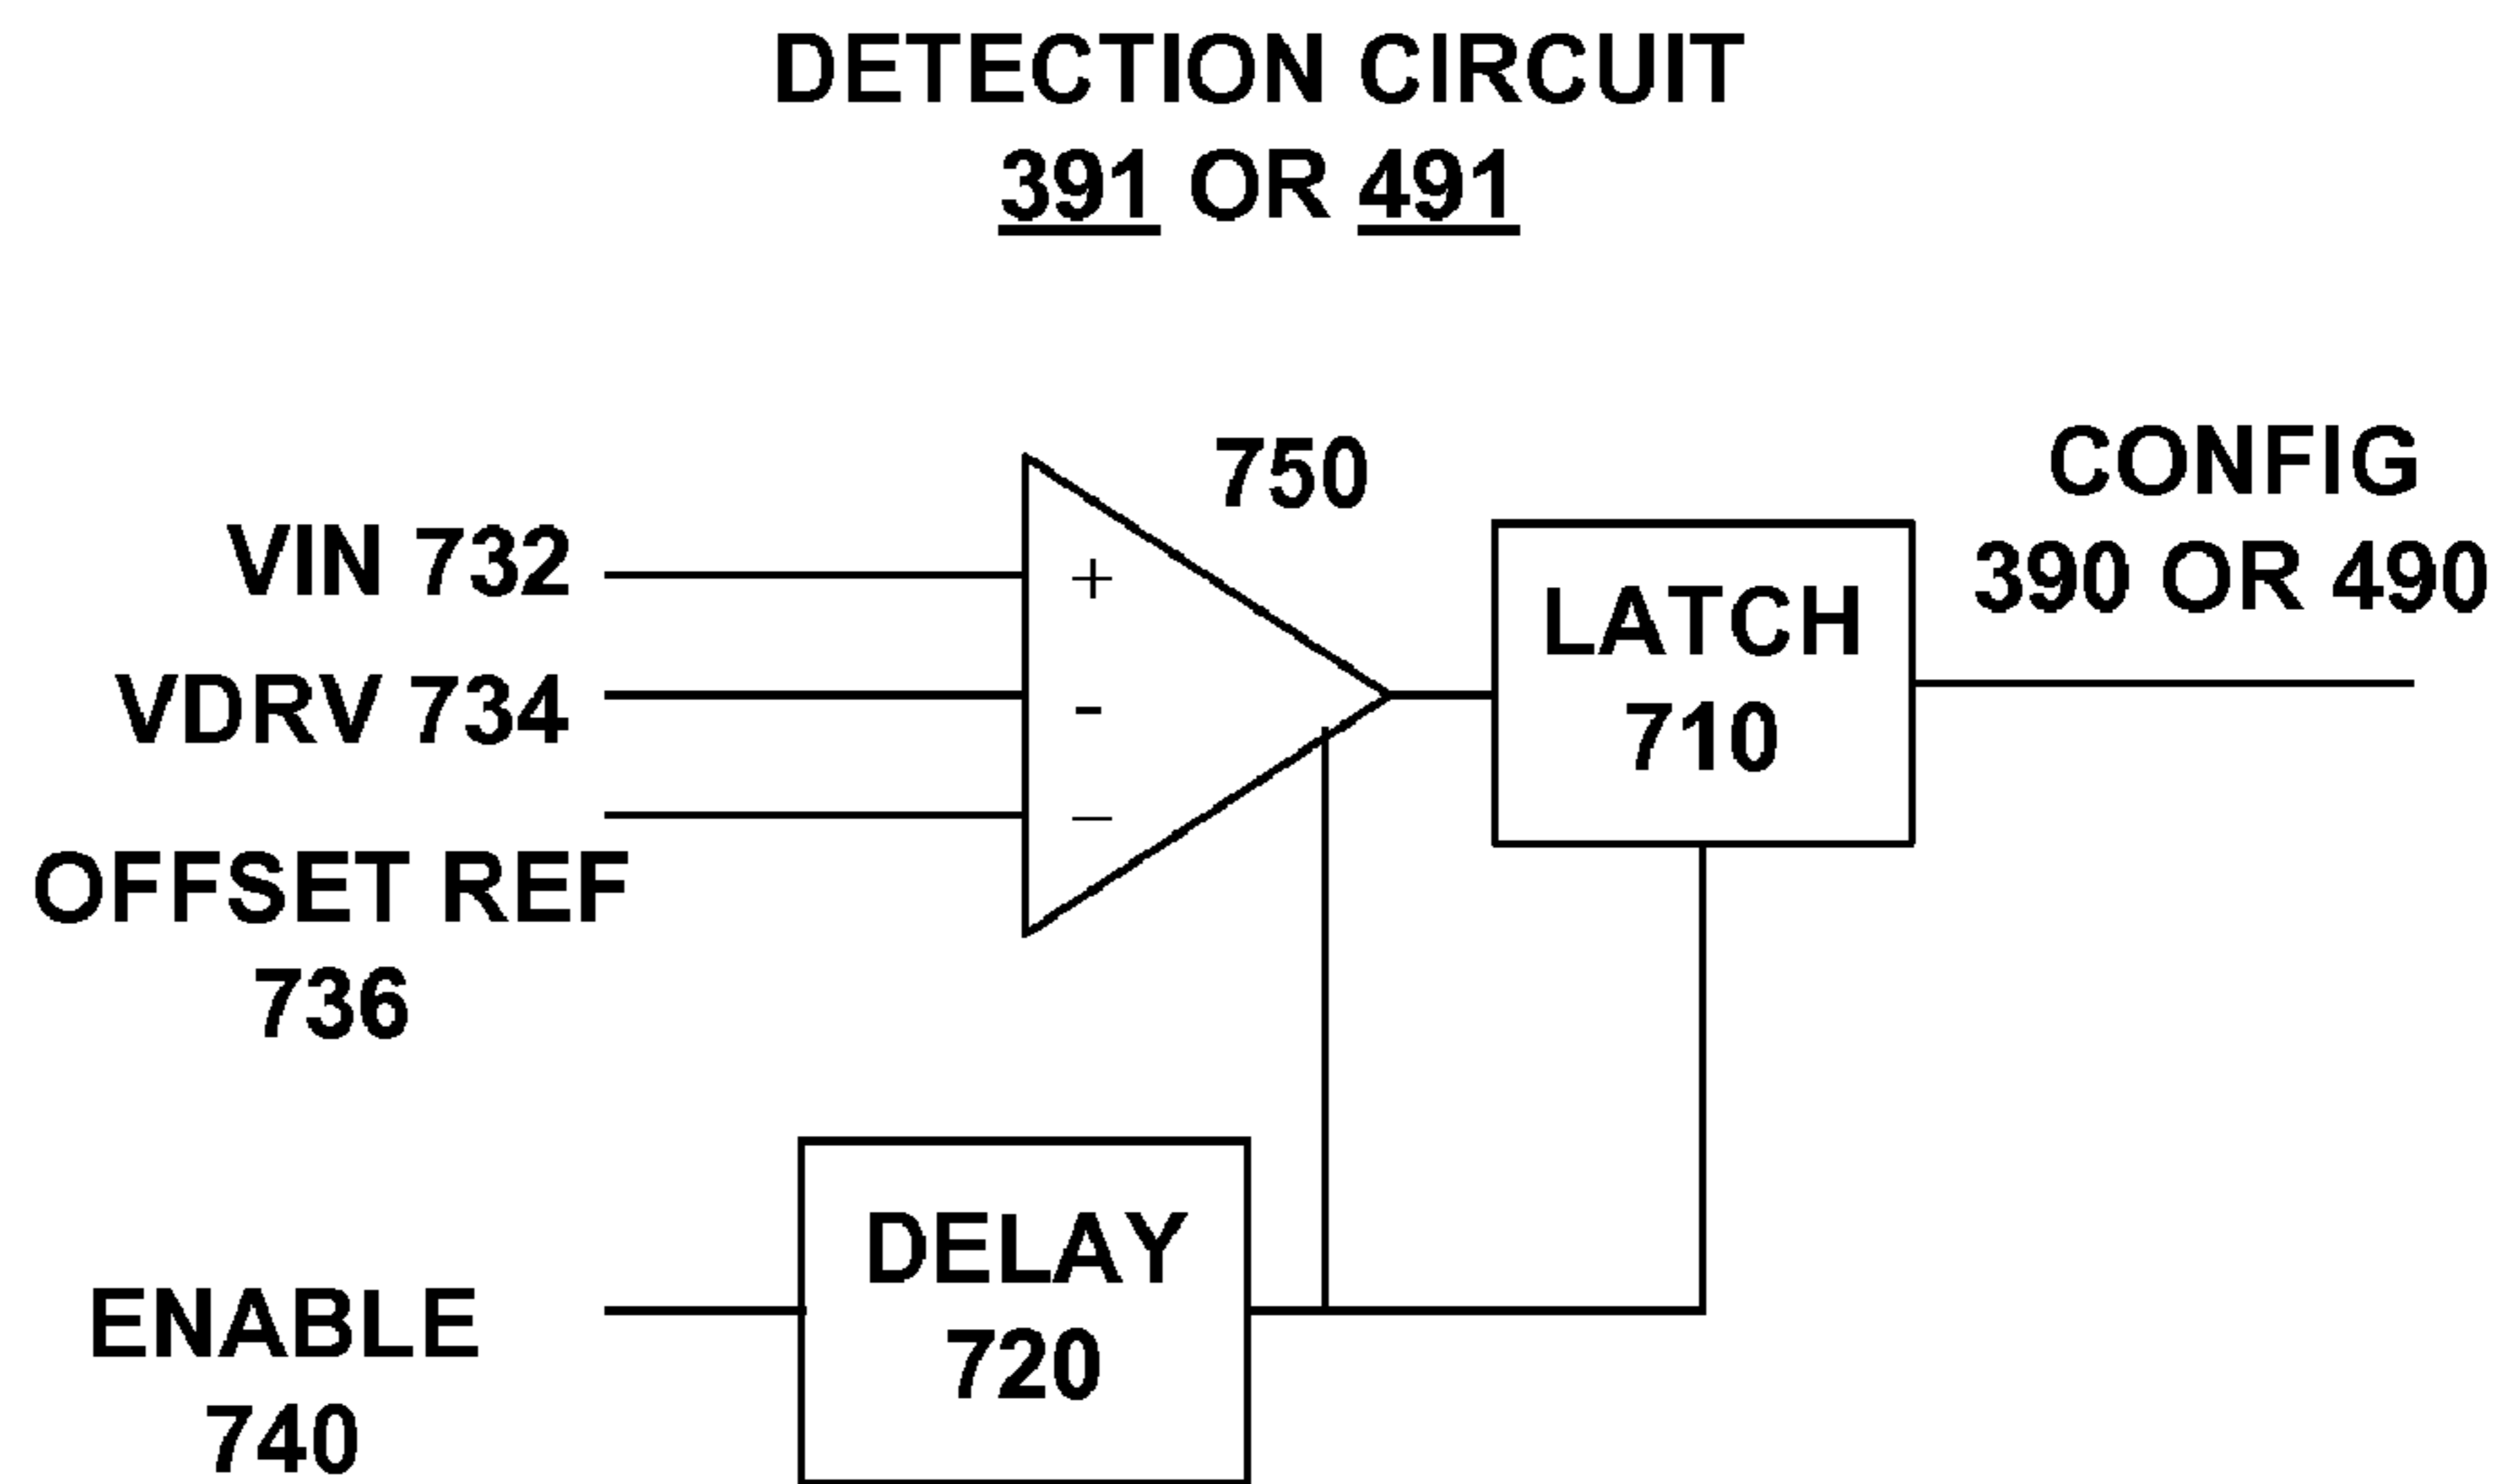 DETECTION CIRCUIT
391 OR 491
750
CONFIG
390 OR 490
VIN 732
+
LATCH
710
VDRV 734
-
OFFSET REF
736
–
DELAY
720
ENABLE
740